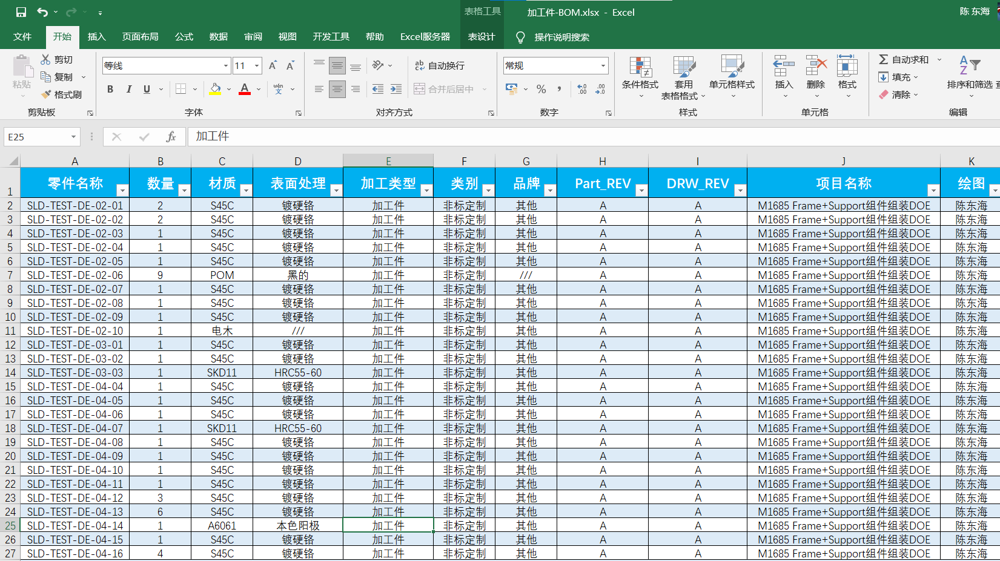 表格工具
加工件-BOM.xlsx - Excel
陈 东海
文件 开始 插入 页面布局 公式 数据 审阅 视图 开发工具 帮助 Excel服务器 表设计 操作说明搜索
粘贴 剪切
复制
格式刷
等线 11 A A
B I U A wén 文
ab c 自动换行
合并后居中
常规
% , .0 .00 .00 .0
条件格式 套用
表格格式 单元格样式
插入 删除 格式
自动求和
填充
清除
A Z 排序和筛选
剪贴板 字体 对齐方式 数字 样式 单元格 编辑
E25 fx 加工件
A B C D E F G H I J K
1 零件名称 数量 材质 表面处理 加工类型 类别 品牌 Part_REV DRW_REV 项目名称 绘图
2 SLD-TEST-DE-02-01 2 S45C 镀硬铬 加工件 非标定制 其他 A A M1685 Frame+Support组件组装DOE 陈东海
3 SLD-TEST-DE-02-02 2 S45C 镀硬铬 加工件 非标定制 其他 A A M1685 Frame+Support组件组装DOE 陈东海
4 SLD-TEST-DE-02-03 1 S45C 镀硬铬 加工件 非标定制 其他 A A M1685 Frame+Support组件组装DOE 陈东海
5 SLD-TEST-DE-02-04 1 S45C 镀硬铬 加工件 非标定制 其他 A A M1685 Frame+Support组件组装DOE 陈东海
6 SLD-TEST-DE-02-05 1 S45C 镀硬铬 加工件 非标定制 其他 A A M1685 Frame+Support组件组装DOE 陈东海
7 SLD-TEST-DE-02-06 9 POM 黑的 加工件 非标定制 /// A A M1685 Frame+Support组件组装DOE 陈东海
8 SLD-TEST-DE-02-07 1 S45C 镀硬铬 加工件 非标定制 其他 A A M1685 Frame+Support组件组装DOE 陈东海
9 SLD-TEST-DE-02-08 1 S45C 镀硬铬 加工件 非标定制 其他 A A M1685 Frame+Support组件组装DOE 陈东海
10 SLD-TEST-DE-02-09 1 S45C 镀硬铬 加工件 非标定制 其他 A A M1685 Frame+Support组件组装DOE 陈东海
11 SLD-TEST-DE-02-10 1 电木 /// 加工件 非标定制 其他 A A M1685 Frame+Support组件组装DOE 陈东海
12 SLD-TEST-DE-03-01 1 S45C 镀硬铬 加工件 非标定制 其他 A A M1685 Frame+Support组件组装DOE 陈东海
13 SLD-TEST-DE-03-02 1 S45C 镀硬铬 加工件 非标定制 其他 A A M1685 Frame+Support组件组装DOE 陈东海
14 SLD-TEST-DE-03-03 1 SKD11 HRC55-60 加工件 非标定制 其他 A A M1685 Frame+Support组件组装DOE 陈东海
15 SLD-TEST-DE-04-04 1 S45C 镀硬铬 加工件 非标定制 其他 A A M1685 Frame+Support组件组装DOE 陈东海
16 SLD-TEST-DE-04-05 1 S45C 镀硬铬 加工件 非标定制 其他 A A M1685 Frame+Support组件组装DOE 陈东海
17 SLD-TEST-DE-04-06 1 S45C 镀硬铬 加工件 非标定制 其他 A A M1685 Frame+Support组件组装DOE 陈东海
18 SLD-TEST-DE-04-07 1 SKD11 HRC55-60 加工件 非标定制 其他 A A M1685 Frame+Support组件组装DOE 陈东海
19 SLD-TEST-DE-04-08 1 S45C 镀硬铬 加工件 非标定制 其他 A A M1685 Frame+Support组件组装DOE 陈东海
20 SLD-TEST-DE-04-09 1 S45C 镀硬铬 加工件 非标定制 其他 A A M1685 Frame+Support组件组装DOE 陈东海
21 SLD-TEST-DE-04-10 1 S45C 镀硬铬 加工件 非标定制 其他 A A M1685 Frame+Support组件组装DOE 陈东海
22 SLD-TEST-DE-04-11 1 S45C 镀硬铬 加工件 非标定制 其他 A A M1685 Frame+Support组件组装DOE 陈东海
23 SLD-TEST-DE-04-12 3 S45C 镀硬铬 加工件 非标定制 其他 A A M1685 Frame+Support组件组装DOE 陈东海
24 SLD-TEST-DE-04-13 6 S45C 镀硬铬 加工件 非标定制 其他 A A M1685 Frame+Support组件组装DOE 陈东海
25 SLD-TEST-DE-04-14 1 A6061 本色阳极 加工件 非标定制 其他 A A M1685 Frame+Support组件组装DOE 陈东海
26 SLD-TEST-DE-04-15 1 S45C 镀硬铬 加工件 非标定制 其他 A A M1685 Frame+Support组件组装DOE 陈东海
27 SLD-TEST-DE-04-16 4 S45C 镀硬铬 加工件 非标定制 其他 A A M1685 Frame+Support组件组装DOE 陈东海